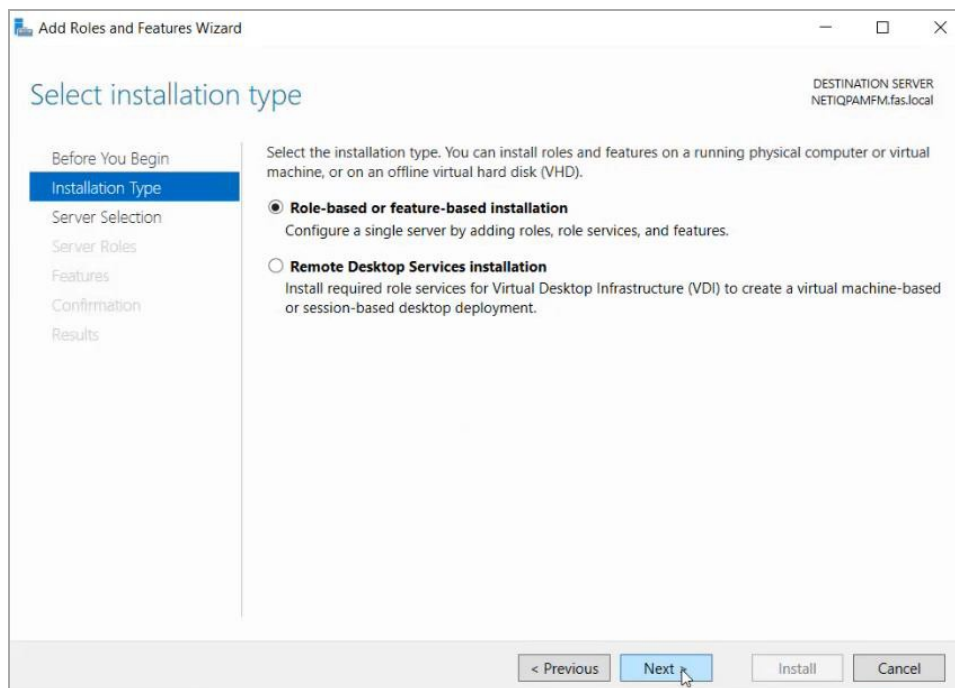 Add Roles and Features Wizard
Select installation type
DESTINATION SERVER
NETIQPAMFM.fas.local
Before You Begin
Installation Type
Server Selection
Server Roles
Features
Confirmation
Results
Select the installation type. You can install roles and features on a running physical computer or virtual
machine, or on an offline virtual hard disk (VHD).
Role-based or feature-based installation
Configure a single server by adding roles, role services, and features.
Remote Desktop Services installation
Install required role services for Virtual Desktop Infrastructure (VDI) to create a virtual machine-based
or session-based desktop deployment.
< Previous
Next >
Install
Cancel